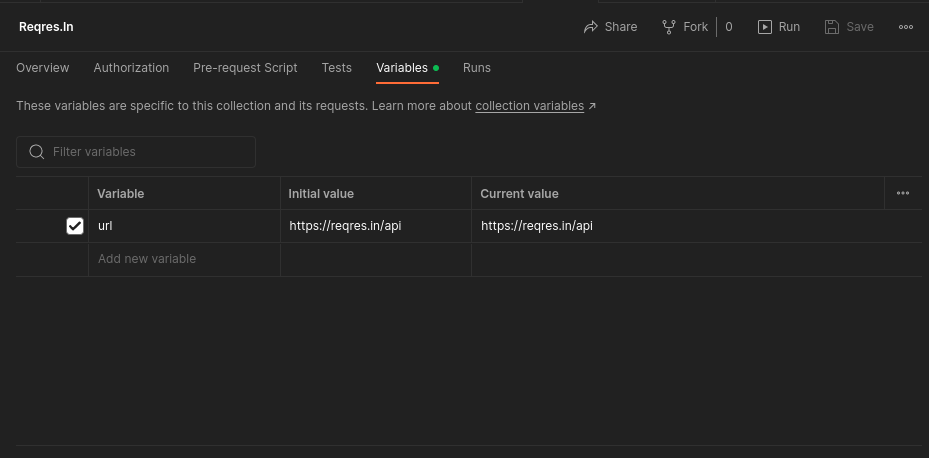 Reqres.In
Share Fork 0 Run Save
Overview Authorization Pre-request Script Tests Variables Runs
These variables are specific to this collection and its requests. Learn more about collection variables ↗
Filter variables
Variable Initial value Current value
url https://reqres.in/api https://reqres.in/api
Add new variable